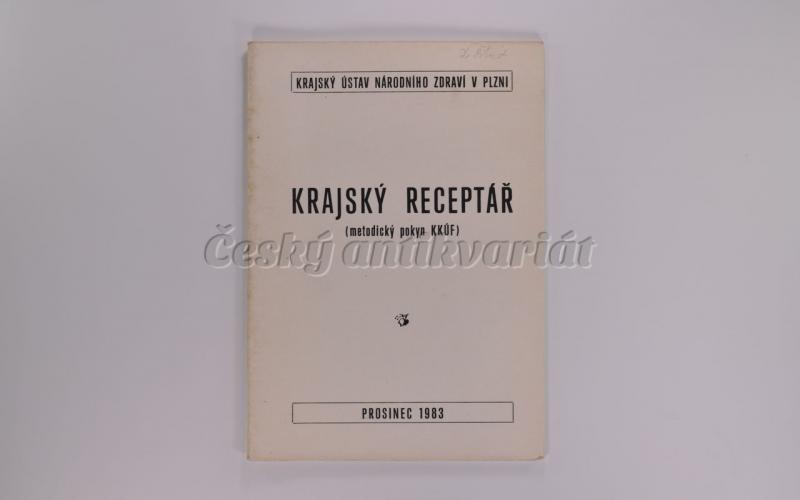 KRAJSKÝ ÚSTAV NÁRODNÍHO ZDRAVÍ V PLZNI
KRAJSKÝ RECEPTÁŘ
(metodický pokyn KKÚF)
Český antikvariát
PROSINEC 1983